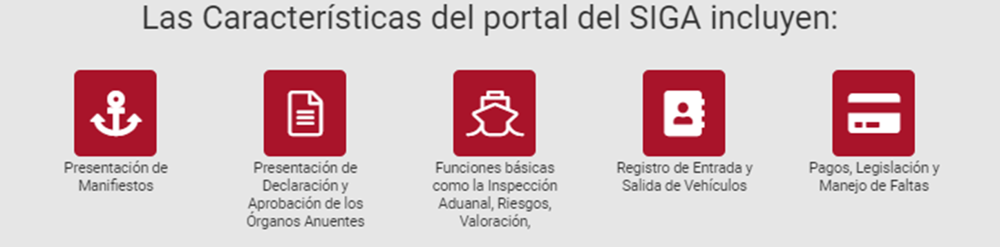 Las Características del portal del SIGA incluyen:
Presentación de
Manifiestos
Presentación de
Declaración y
Aprobación de los
Órganos Anuentes
Funciones básicas
como la Inspección
Aduanal, Riesgos,
Valoración,
Registro de Entrada y
Salida de Vehículos
Pagos, Legislación y
Manejo de Faltas